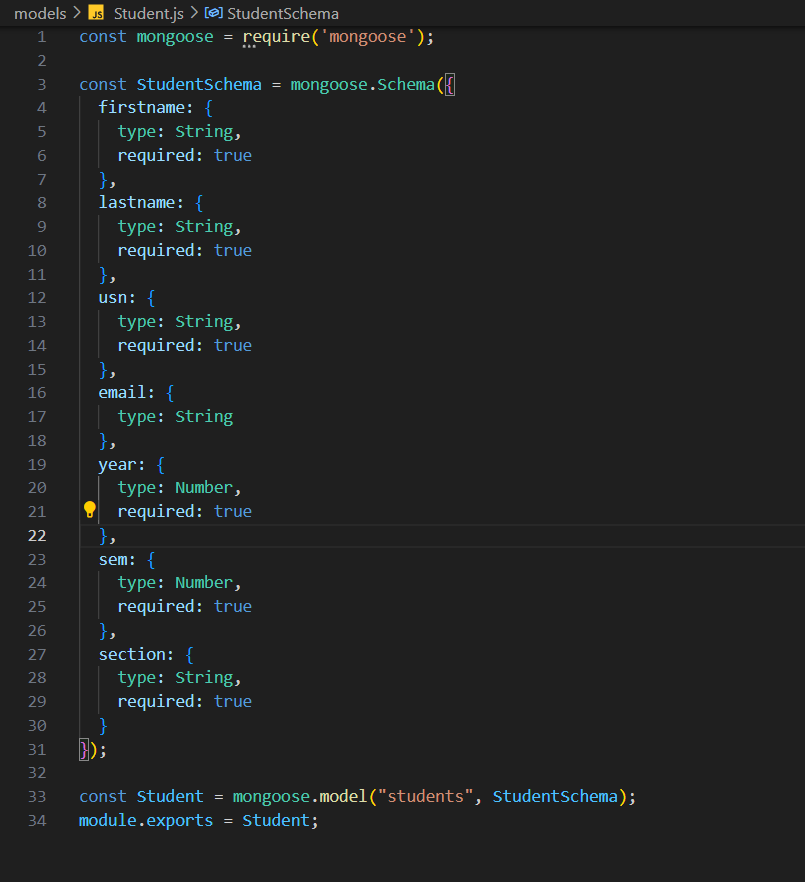 models > JS Student.js > StudentSchema
1 const mongoose = require('mongoose');
2
3 const StudentSchema = mongoose.Schema({
4   firstname: {
5     type: String,
6     required: true
7   },
8   lastname: {
9     type: String,
10     required: true
11   },
12   usn: {
13     type: String,
14     required: true
15   },
16   email: {
17     type: String
18   },
19   year: {
20     type: Number,
21     required: true
22   },
23   sem: {
24     type: Number,
25     required: true
26   },
27   section: {
28     type: String,
29     required: true
30   }
31 });
32
33 const Student = mongoose.model("students", StudentSchema);
34 module.exports = Student;